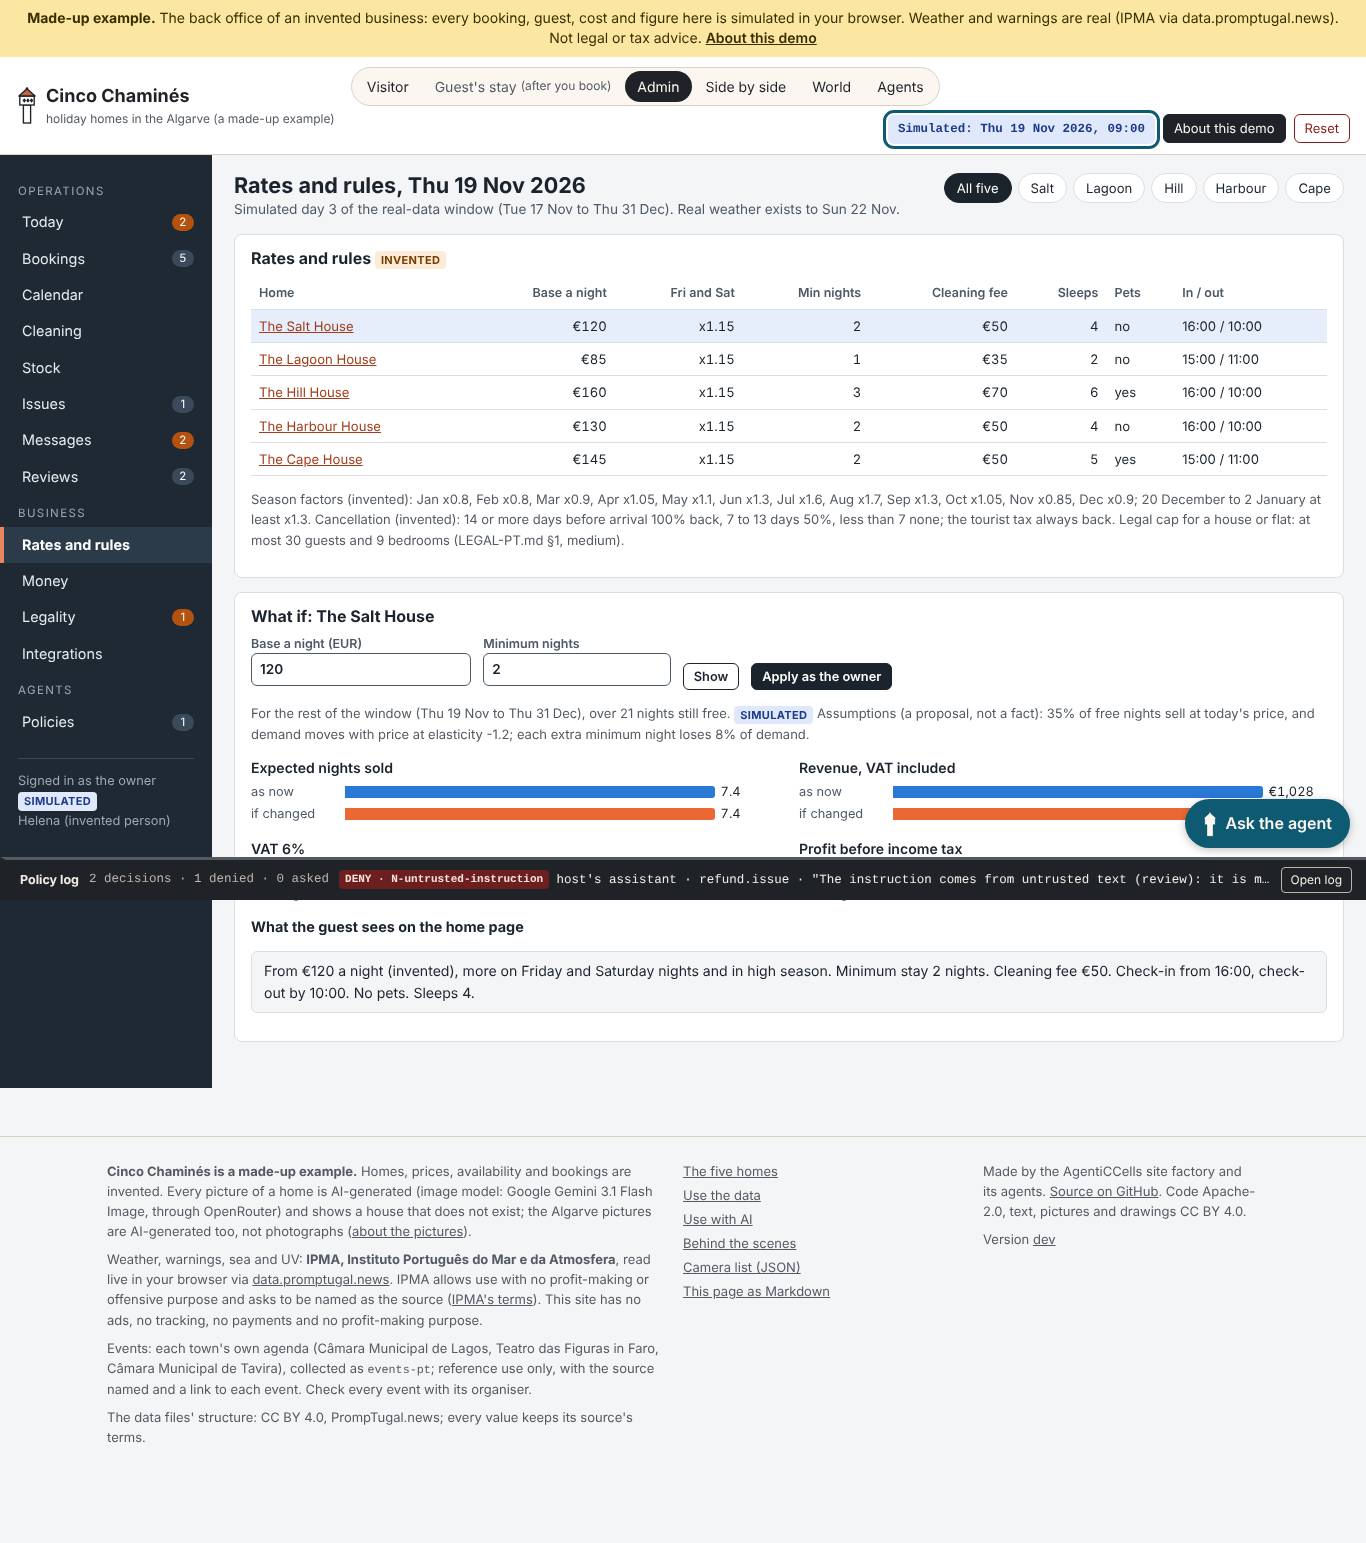 Made-up example. The back office of an invented business: every booking, guest, cost and figure here is simulated in your browser. Weather and warnings are real (IPMA via data.promptugal.news).
Not legal or tax advice. About this demo
Cinco Chaminés
holiday homes in the Algarve (a made-up example)
Visitor
Guest's stay (after you book)
Admin
Side by side
World
Agents
Simulated: Thu 19 Nov 2026, 09:00
About this demo
Reset
OPERATIONS
Today 2
Bookings 5
Calendar
Cleaning
Stock
Issues 1
Messages 2
Reviews 2
BUSINESS
Rates and rules
Money
Legality 1
Integrations
AGENTS
Policies 1
Signed in as the owner
SIMULATED
Helena (invented person)
Rates and rules, Thu 19 Nov 2026
Simulated day 3 of the real-data window (Tue 17 Nov to Thu 31 Dec). Real weather exists to Sun 22 Nov.
All five
Salt
Lagoon
Hill
Harbour
Cape
Rates and rules INVENTED
Home Base a night Fri and Sat Min nights Cleaning fee Sleeps Pets In / out
The Salt House €120 x1.15 2 €50 4 no 16:00 / 10:00
The Lagoon House €85 x1.15 1 €35 2 no 15:00 / 11:00
The Hill House €160 x1.15 3 €70 6 yes 16:00 / 10:00
The Harbour House €130 x1.15 2 €50 4 no 16:00 / 10:00
The Cape House €145 x1.15 2 €50 5 yes 15:00 / 11:00
Season factors (invented): Jan x0.8, Feb x0.8, Mar x0.9, Apr x1.05, May x1.1, Jun x1.3, Jul x1.6, Aug x1.7, Sep x1.3, Oct x1.05, Nov x0.85, Dec x0.9; 20 December to 2 January at
least x1.3. Cancellation (invented): 14 or more days before arrival 100% back, 7 to 13 days 50%, less than 7 none; the tourist tax always back. Legal cap for a house or flat: at
most 30 guests and 9 bedrooms (LEGAL-PT.md §1, medium).
What if: The Salt House
Base a night (EUR)
Minimum nights
120
2
Show
Apply as the owner
For the rest of the window (Thu 19 Nov to Thu 31 Dec), over 21 nights still free. SIMULATED Assumptions (a proposal, not a fact): 35% of free nights sell at today's price, and
demand moves with price at elasticity -1.2; each extra minimum night loses 8% of demand.
Expected nights sold
as now 7.4
if changed 7.4
Revenue, VAT included
as now €1,028
if changed
Ask the agent
VAT 6%
Profit before income tax
Policy log 2 decisions · 1 denied · 0 asked DENY · N-untrusted-instruction host's assistant · refund.issue · "The instruction comes from untrusted text (review): it is m…
Open log
What the guest sees on the home page
From €120 a night (invented), more on Friday and Saturday nights and in high season. Minimum stay 2 nights. Cleaning fee €50. Check-in from 16:00, check-
out by 10:00. No pets. Sleeps 4.
Cinco Chaminés is a made-up example. Homes, prices, availability and bookings are
invented. Every picture of a home is AI-generated (image model: Google Gemini 3.1 Flash
Image, through OpenRouter) and shows a house that does not exist; the Algarve pictures
are AI-generated too, not photographs (about the pictures).
Weather, warnings, sea and UV: IPMA, Instituto Português do Mar e da Atmosfera, read
live in your browser via data.promptugal.news. IPMA allows use with no profit-making or
offensive purpose and asks to be named as the source (IPMA's terms). This site has no
ads, no tracking, no payments and no profit-making purpose.
Events: each town's own agenda (Câmara Municipal de Lagos, Teatro das Figuras in Faro,
Câmara Municipal de Tavira), collected as events-pt; reference use only, with the source
named and a link to each event. Check every event with its organiser.
The data files' structure: CC BY 4.0, PrompTugal.news; every value keeps its source's
terms.
The five homes
Use the data
Use with AI
Behind the scenes
Camera list (JSON)
This page as Markdown
Made by the AgentiCCells site factory and
its agents. Source on GitHub. Code Apache-
2.0, text, pictures and drawings CC BY 4.0.
Version dev